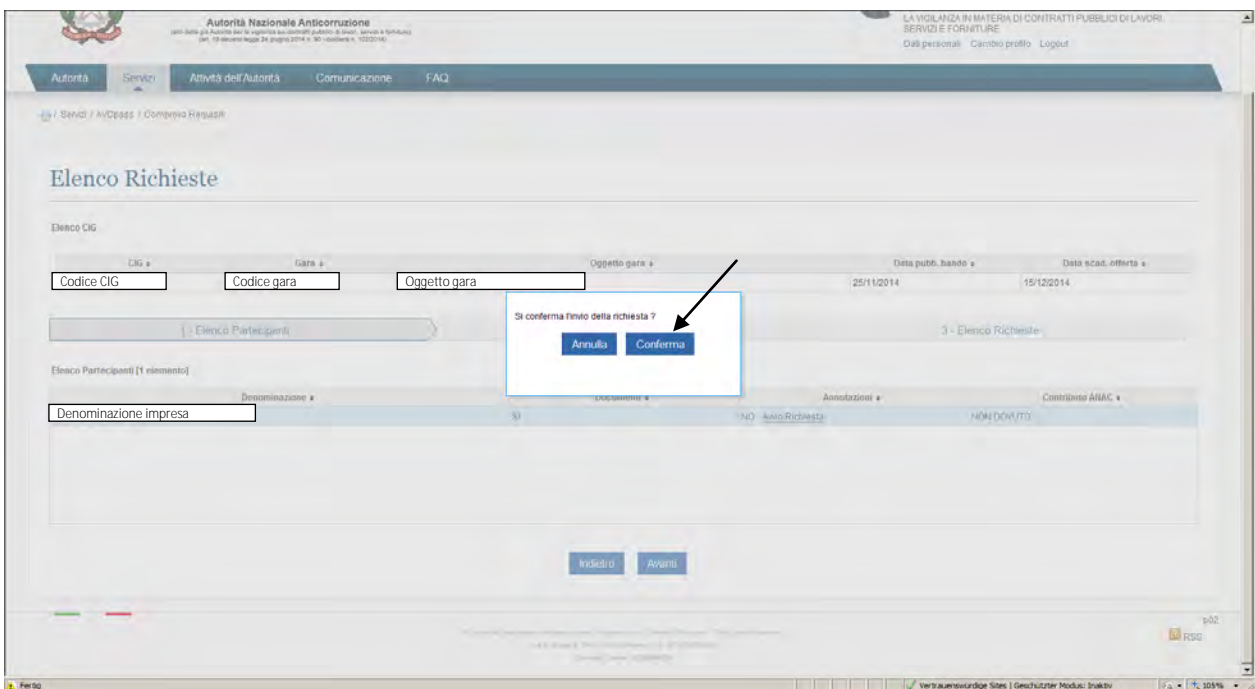 Autorità Nazionale Anticorruzione
LA VIGILANZA IN MATERIA DI CONTRATTI PUBBLICI DI LAVORI,
SERVIZI E FORNITURE
Dati personali Cambio profilo Logout
Autorità Servizi Attività dell'Autorità Comunicazione FAQ
/ Servizi / AVCpass / Comprova Requisiti
Elenco Richieste
Elenco CIG
CIG Gara Oggetto gara Data pubb. bando Data scad. offerta
Codice CIG Codice gara Oggetto gara 25/11/2014 15/12/2014
Si conferma l'invio della richiesta ?
Annulla Conferma
1 - Elenco Partecipanti 3 - Elenco Richieste
Elenco Partecipanti [1 elemento]
Denominazione Documenti Annotazioni Contributo ANAC
Denominazione impresa NO Avvio Richiesta NON DOVUTO
Indietro Avanti
p02
RSS
Fertig Vertrauenswürdige Sites | Geschützter Modus: Inaktiv 105%